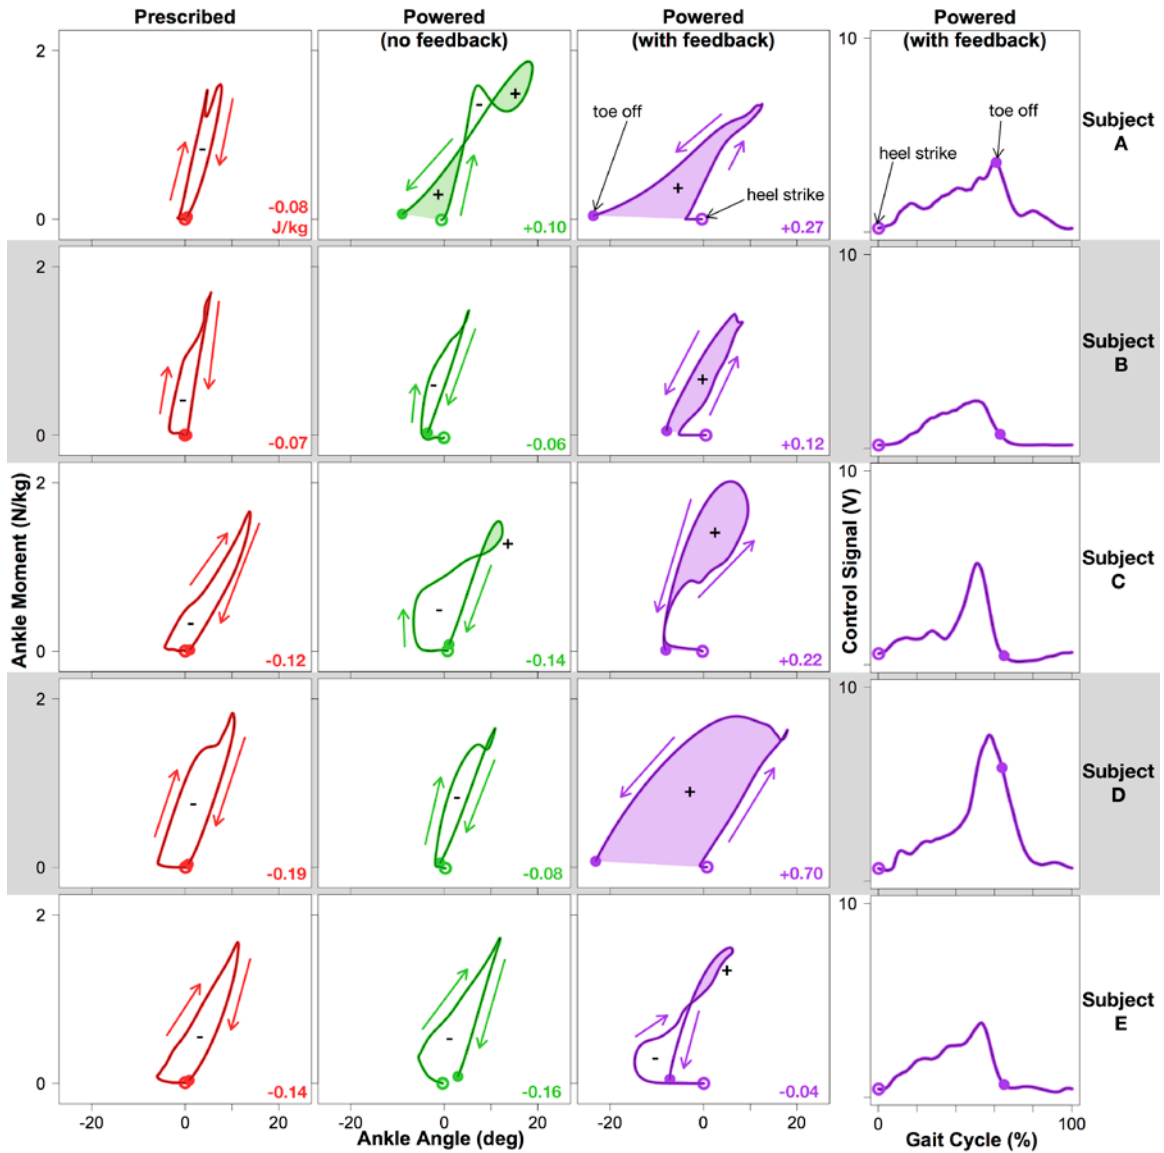 Prescribed
Powered
(no feedback)
Powered
(with feedback)
Powered
(with feedback)
2
0
-
-0.08
J/kg
-
+
+
+0.10
toe off
+
heel strike
+0.27
10
heel strike
toe off
Subject
A
2
0
-
-0.07
-
-0.06
+
+0.12
10
Subject
B
Ankle Moment (N/kg)
2
0
-
-0.12
+
-
-0.14
+
+0.22
Control Signal (V)
10
Subject
C
2
0
-
-0.19
-
-0.08
+
+0.70
10
Subject
D
2
0
-
-0.14
-
-0.16
+
-
-0.04
10
Subject
E
-20 0 20
-20 0 20
-20 0 20
0 100
Ankle Angle (deg)
Gait Cycle (%)